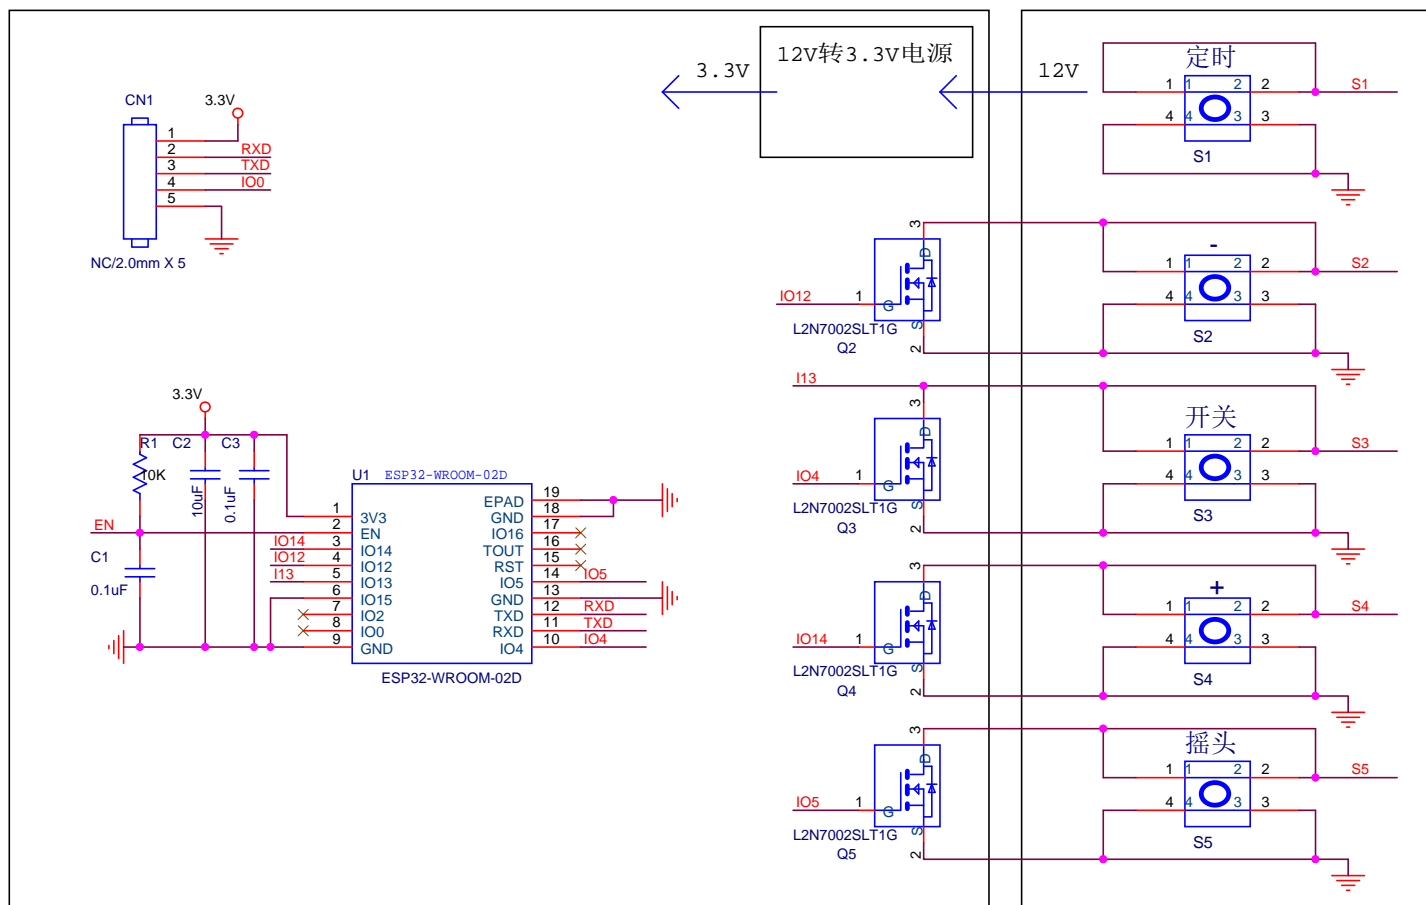 12V转3.3V电源
3.3V
12V
CN1
3.3V
1
2
3
4
5
RXD
TXD
IO0
NC/2.0mm X 5
定时
1 1 2 2
4 4 3 3
S1
S1
3
D
IO12 1 G
S
2
L2N7002SLT1G
Q2
-
1 1 2 2
4 4 3 3
S2
S2
I13
3
D
IO4 1 G
S
2
L2N7002SLT1G
Q3
开关
1 1 2 2
4 4 3 3
S3
S3
3
D
IO14 1 G
S
2
L2N7002SLT1G
Q4
+
1 1 2 2
4 4 3 3
S4
S4
3
D
IO5 1 G
S
2
L2N7002SLT1G
Q5
摇头
1 1 2 2
4 4 3 3
S5
S5
3.3V
R1
10K
C2
10uF
C3
0.1uF
EN
C1
0.1uF
U1 ESP32-WROOM-02D
1 3V3
2 EN
IO14 3 IO14
IO12 4 IO12
I13 5 IO13
6 IO15
7 IO2
8 IO0
9 GND
EPAD 19
GND 18
IO16 17
TOUT 16
RST 15
IO5 14 IO5
GND 13
TXD 12 RXD
RXD 11 TXD
IO4 10 IO4
ESP32-WROOM-02D